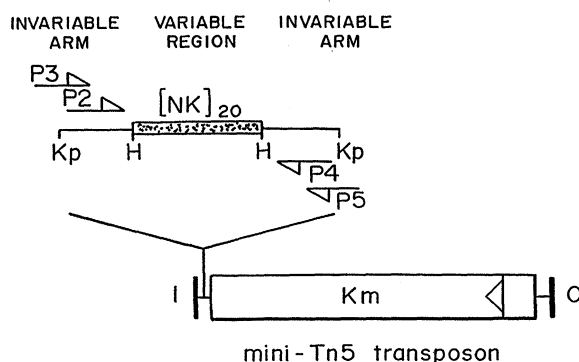 INVARIABLE ARM VARIABLE REGION INVARIABLE ARM
P3
P2
[NK]20
Kp H H Kp
P4
P5
I Km O
mini-Tn5 transposon